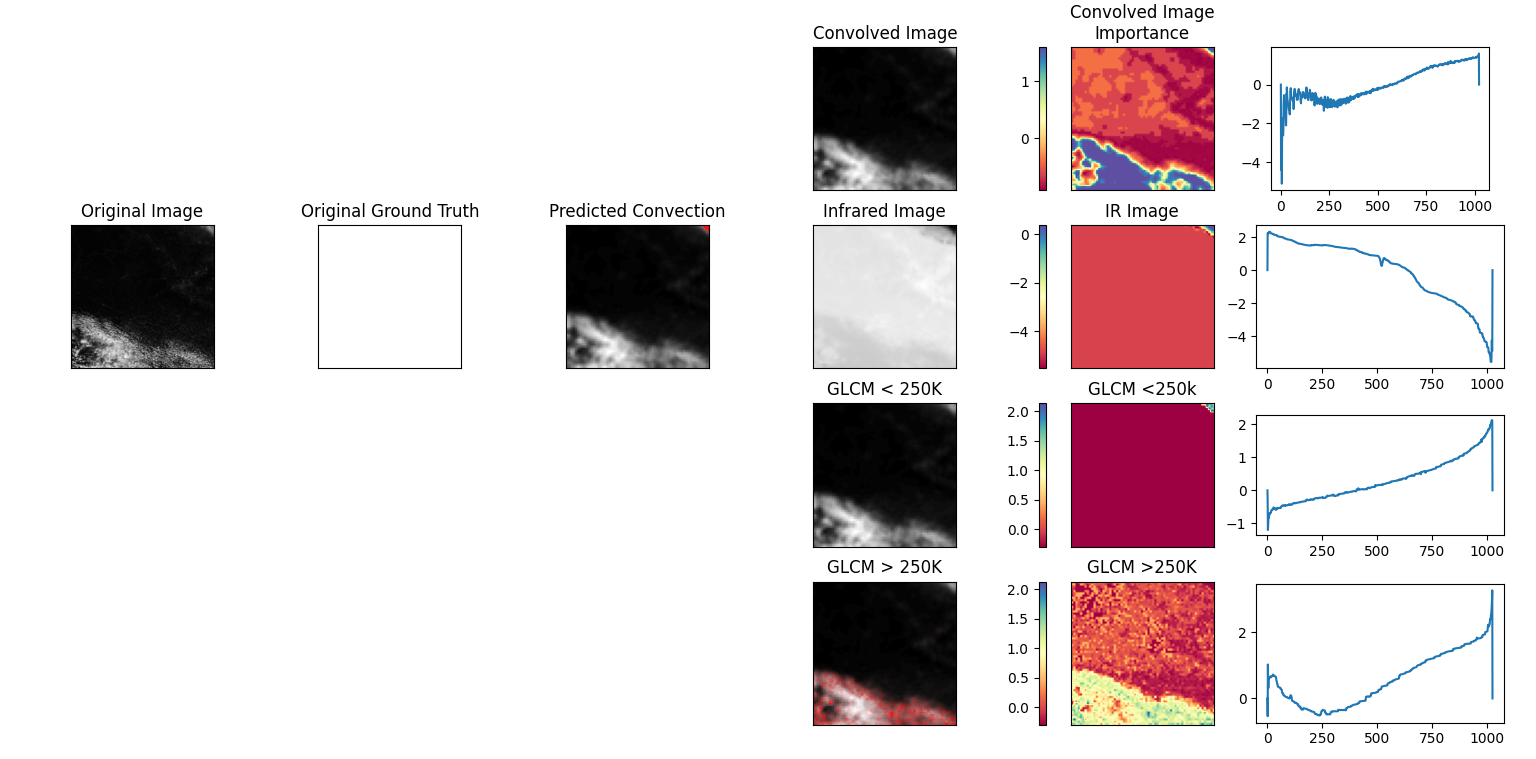 Convolved Image
Convolved Image
Importance
1
0
0
−2
−4
0 250 500 750 1000
Original Image
Original Ground Truth
Predicted Convection
Infrared Image
IR Image
0
−2
−4
2
0
−2
−4
0 250 500 750 1000
GLCM < 250K
GLCM <250k
2.0
1.5
1.0
0.5
0.0
2
1
0
−1
0 250 500 750 1000
GLCM > 250K
GLCM >250K
2.0
1.5
1.0
0.5
0.0
2
0
0 250 500 750 1000